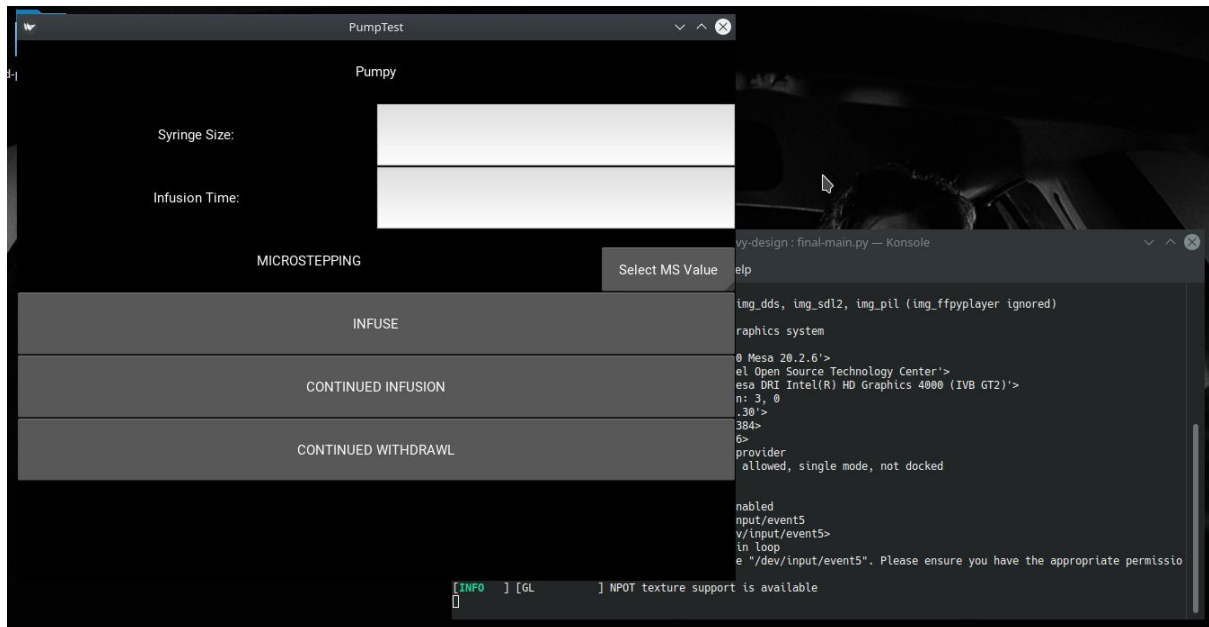 PumpTest
Pumpy
Syringe Size:
Infusion Time:
MICROSTEPPING
Select MS Value
INFUSE
CONTINUED INFUSION
CONTINUED WITHDRAWL
vy-design : final-main.py — Konsole
elp
img_dds, img_sdl2, img_pil (img_ffpyplayer ignored)
raphics system
0 Mesa 20.2.6'>
el Open Source Technology Center'>
esa DRI Intel(R) HD Graphics 4000 (IVB GT2)'>
n: 3, 0
.30'>
384>
6>
provider
allowed, single mode, not docked
nabled
nput/event5
v/input/event5>
in loop
e "/dev/input/event5". Please ensure you have the appropriate permissio
[INFO   ] [GL          ] NPOT texture support is available